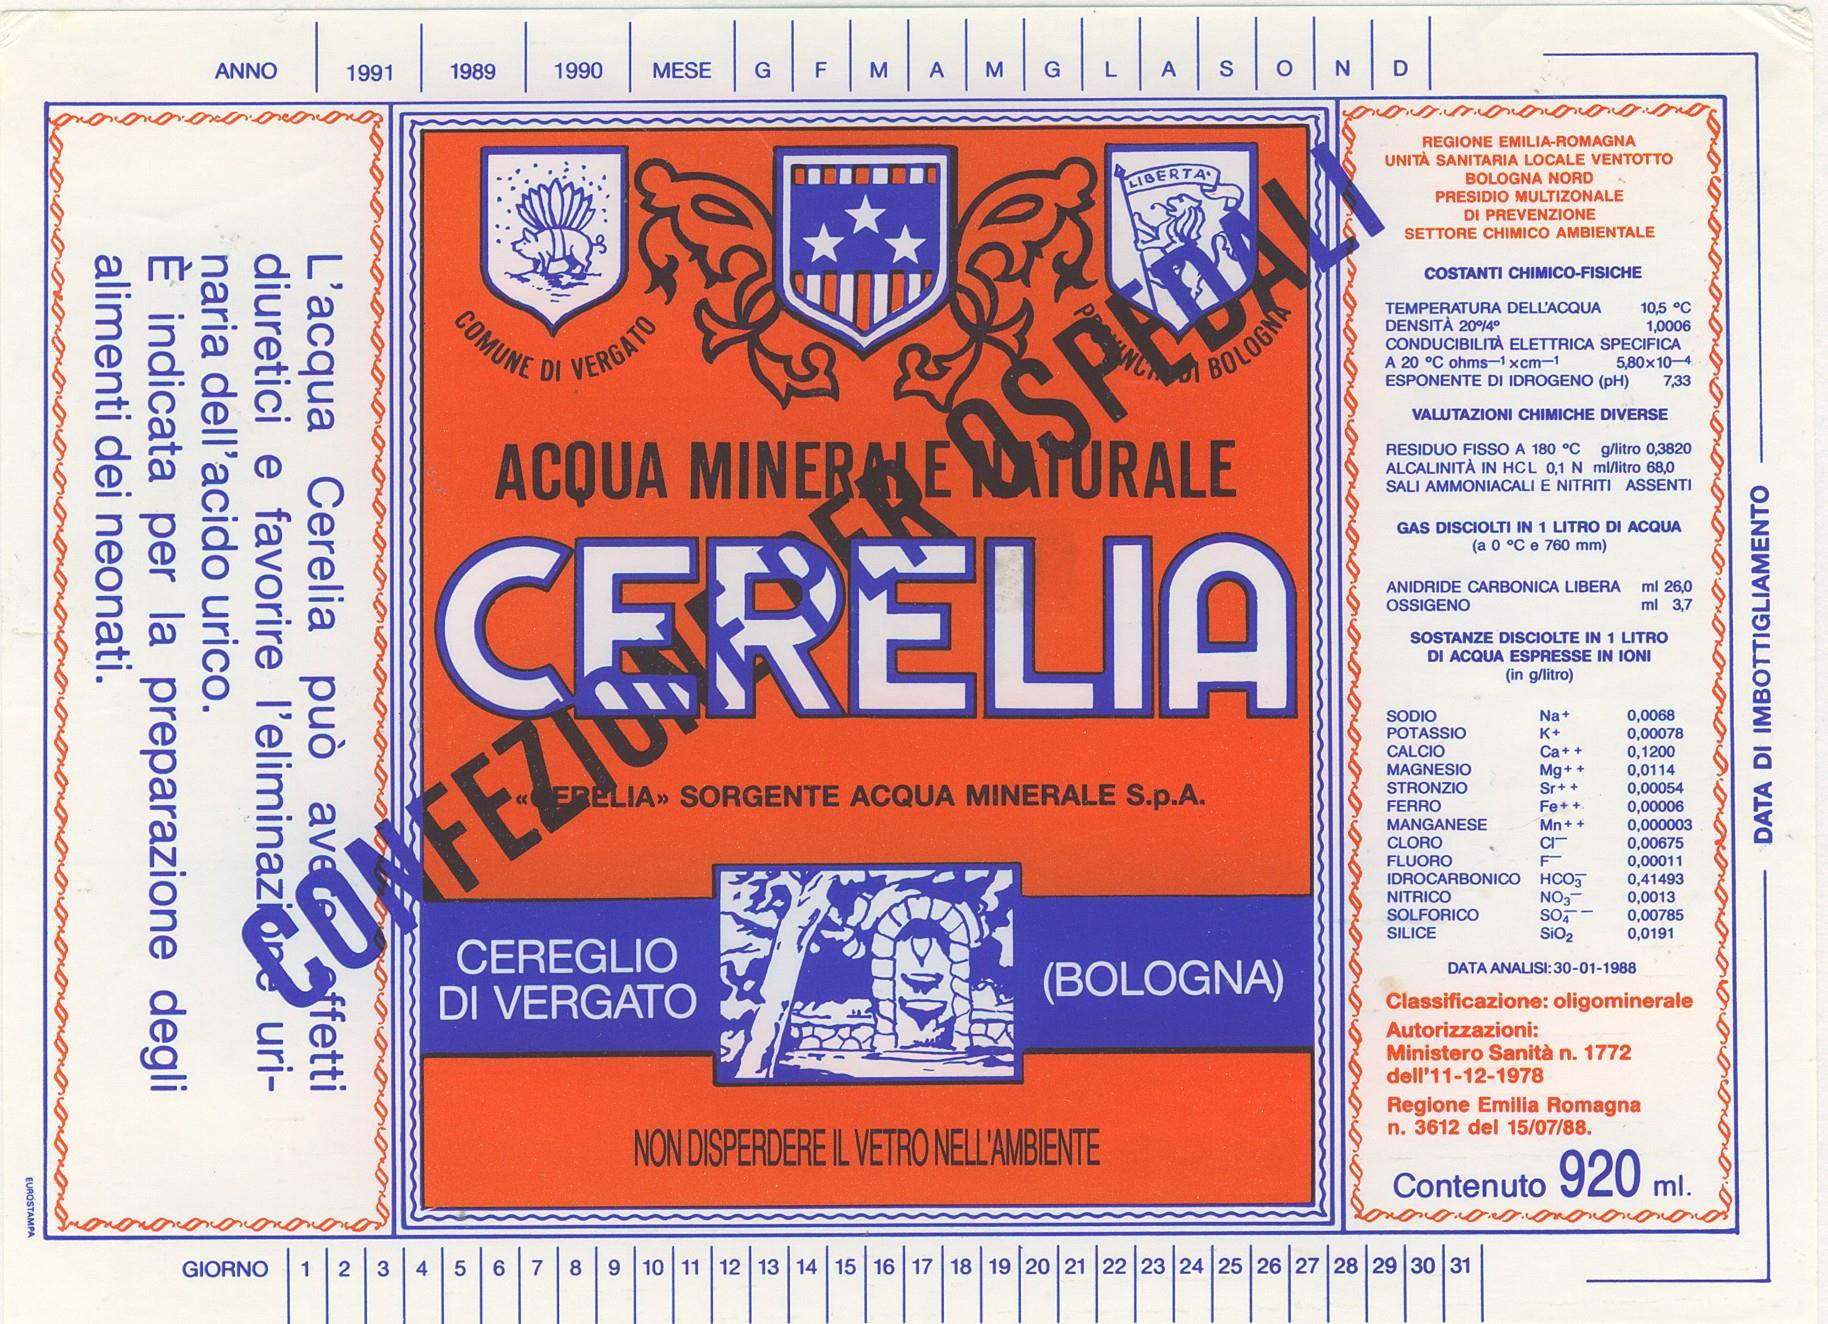 ANNO 1991 1989 1990 MESE G F M A M G L A S O N D
L'acqua Cerelia può avere effetti
diuretici e favorire l'eliminazione uri-
naria dell'acido urico.
È indicata per la preparazione degli
alimenti dei neonati.
EUROSTAMPA
COMUNE DI VERGATO
LIBERTA'
PROVINCIA DI BOLOGNA
CONFEZIONE PER OSPEDALI
ACQUA MINERALE NATURALE
CERELIA
«CERELIA» SORGENTE ACQUA MINERALE S.p.A.
CEREGLIO
DI VERGATO
(BOLOGNA)
NON DISPERDERE IL VETRO NELL'AMBIENTE
REGIONE EMILIA-ROMAGNA
UNITÀ SANITARIA LOCALE VENTOTTO
BOLOGNA NORD
PRESIDIO MULTIZONALE
DI PREVENZIONE
SETTORE CHIMICO AMBIENTALE
COSTANTI CHIMICO-FISICHE
TEMPERATURA DELL'ACQUA 10,5 °C
DENSITÀ 20°/4° 1,0006
CONDUCIBILITÀ ELETTRICA SPECIFICA
A 20 °C ohms⁻¹ x cm⁻¹ 5,80x10⁻⁴
ESPONENTE DI IDROGENO (pH) 7,33
VALUTAZIONI CHIMICHE DIVERSE
RESIDUO FISSO A 180 °C g/litro 0,3820
ALCALINITÀ IN HCL 0,1 N ml/litro 68,0
SALI AMMONIACALI E NITRITI ASSENTI
GAS DISCIOLTI IN 1 LITRO DI ACQUA
(a 0 °C e 760 mm)
ANIDRIDE CARBONICA LIBERA ml 26,0
OSSIGENO ml 3,7
SOSTANZE DISCIOLTE IN 1 LITRO
DI ACQUA ESPRESSE IN IONI
(in g/litro)
SODIO Na+ 0,0068
POTASSIO K+ 0,00078
CALCIO Ca++ 0,1200
MAGNESIO Mg++ 0,0114
STRONZIO Sr++ 0,00054
FERRO Fe++ 0,00006
MANGANESE Mn++ 0,000003
CLORO Cl⁻ 0,00675
FLUORO F⁻ 0,00011
IDROCARBONICO HCO₃⁻ 0,41493
NITRICO NO₃⁻ 0,0013
SOLFORICO SO₄⁻⁻ 0,00785
SILICE SiO₂ 0,0191
DATA ANALISI: 30-01-1988
Classificazione: oligominerale
Autorizzazioni:
Ministero Sanità n. 1772
dell'11-12-1978
Regione Emilia Romagna
n. 3612 del 15/07/88.
Contenuto 920 ml.
DATA DI IMBOTTIGLIAMENTO
GIORNO 1 2 3 4 5 6 7 8 9 10 11 12 13 14 15 16 17 18 19 20 21 22 23 24 25 26 27 28 29 30 31